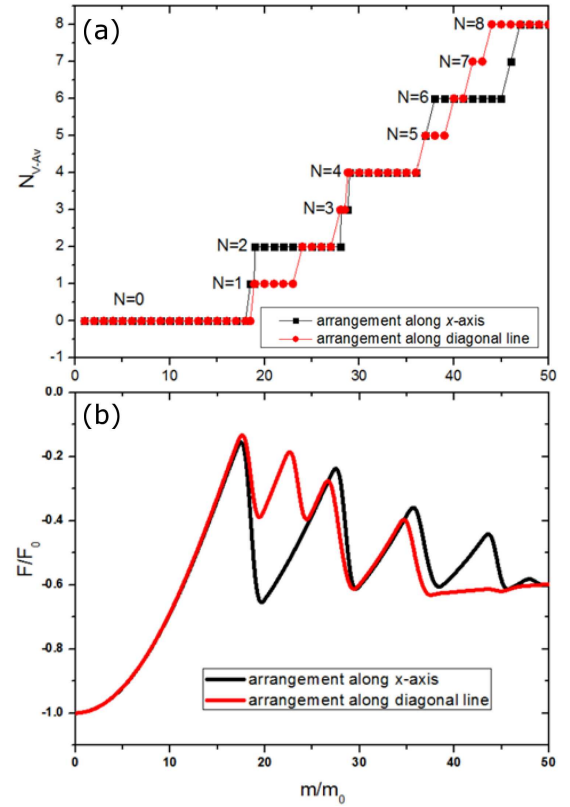 (a)
8
7
6
5
4
3
2
1
0
-1
N_V-Av
N=8
N=7
N=6
N=5
N=4
N=3
N=2
N=1
N=0
arrangement along x-axis
arrangement along diagonal line
0 10 20 30 40 50
(b)
0.0
-0.2
-0.4
-0.6
-0.8
-1.0
F/F_0
arrangement along x-axis
arrangement along diagonal line
0 10 20 30 40 50
m/m_0